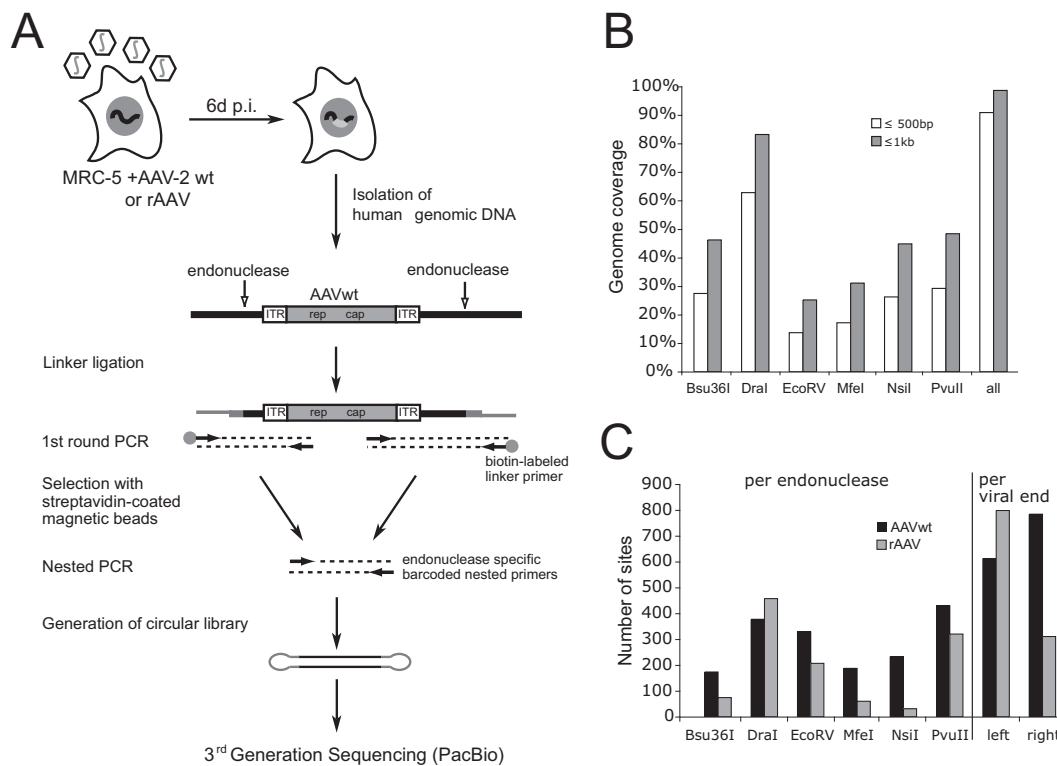 A
6d p.i.
MRC-5 +AAV-2 wt
or rAAV
Isolation of
human genomic DNA
endonuclease
endonuclease
AAVwt
ITR
rep
cap
ITR
Linker ligation
ITR
rep
cap
ITR
1st round PCR
biotin-labeled
linker primer
Selection with
streptavidin-coated
magnetic beads
Nested PCR
endonuclease specific
barcoded nested primers
Generation of circular library
3rd Generation Sequencing (PacBio)
B
Genome coverage
100%
90%
80%
70%
60%
50%
40%
30%
20%
10%
0%
≤ 500bp
≤1kb
Bsu36I
DraI
EcoRV
MfeI
NsiI
PvuII
all
C
Number of sites
900
800
700
600
500
400
300
200
100
0
per endonuclease
per
viral end
AAVwt
rAAV
Bsu36I
DraI
EcoRV
MfeI
NsiI
PvuII
left
right